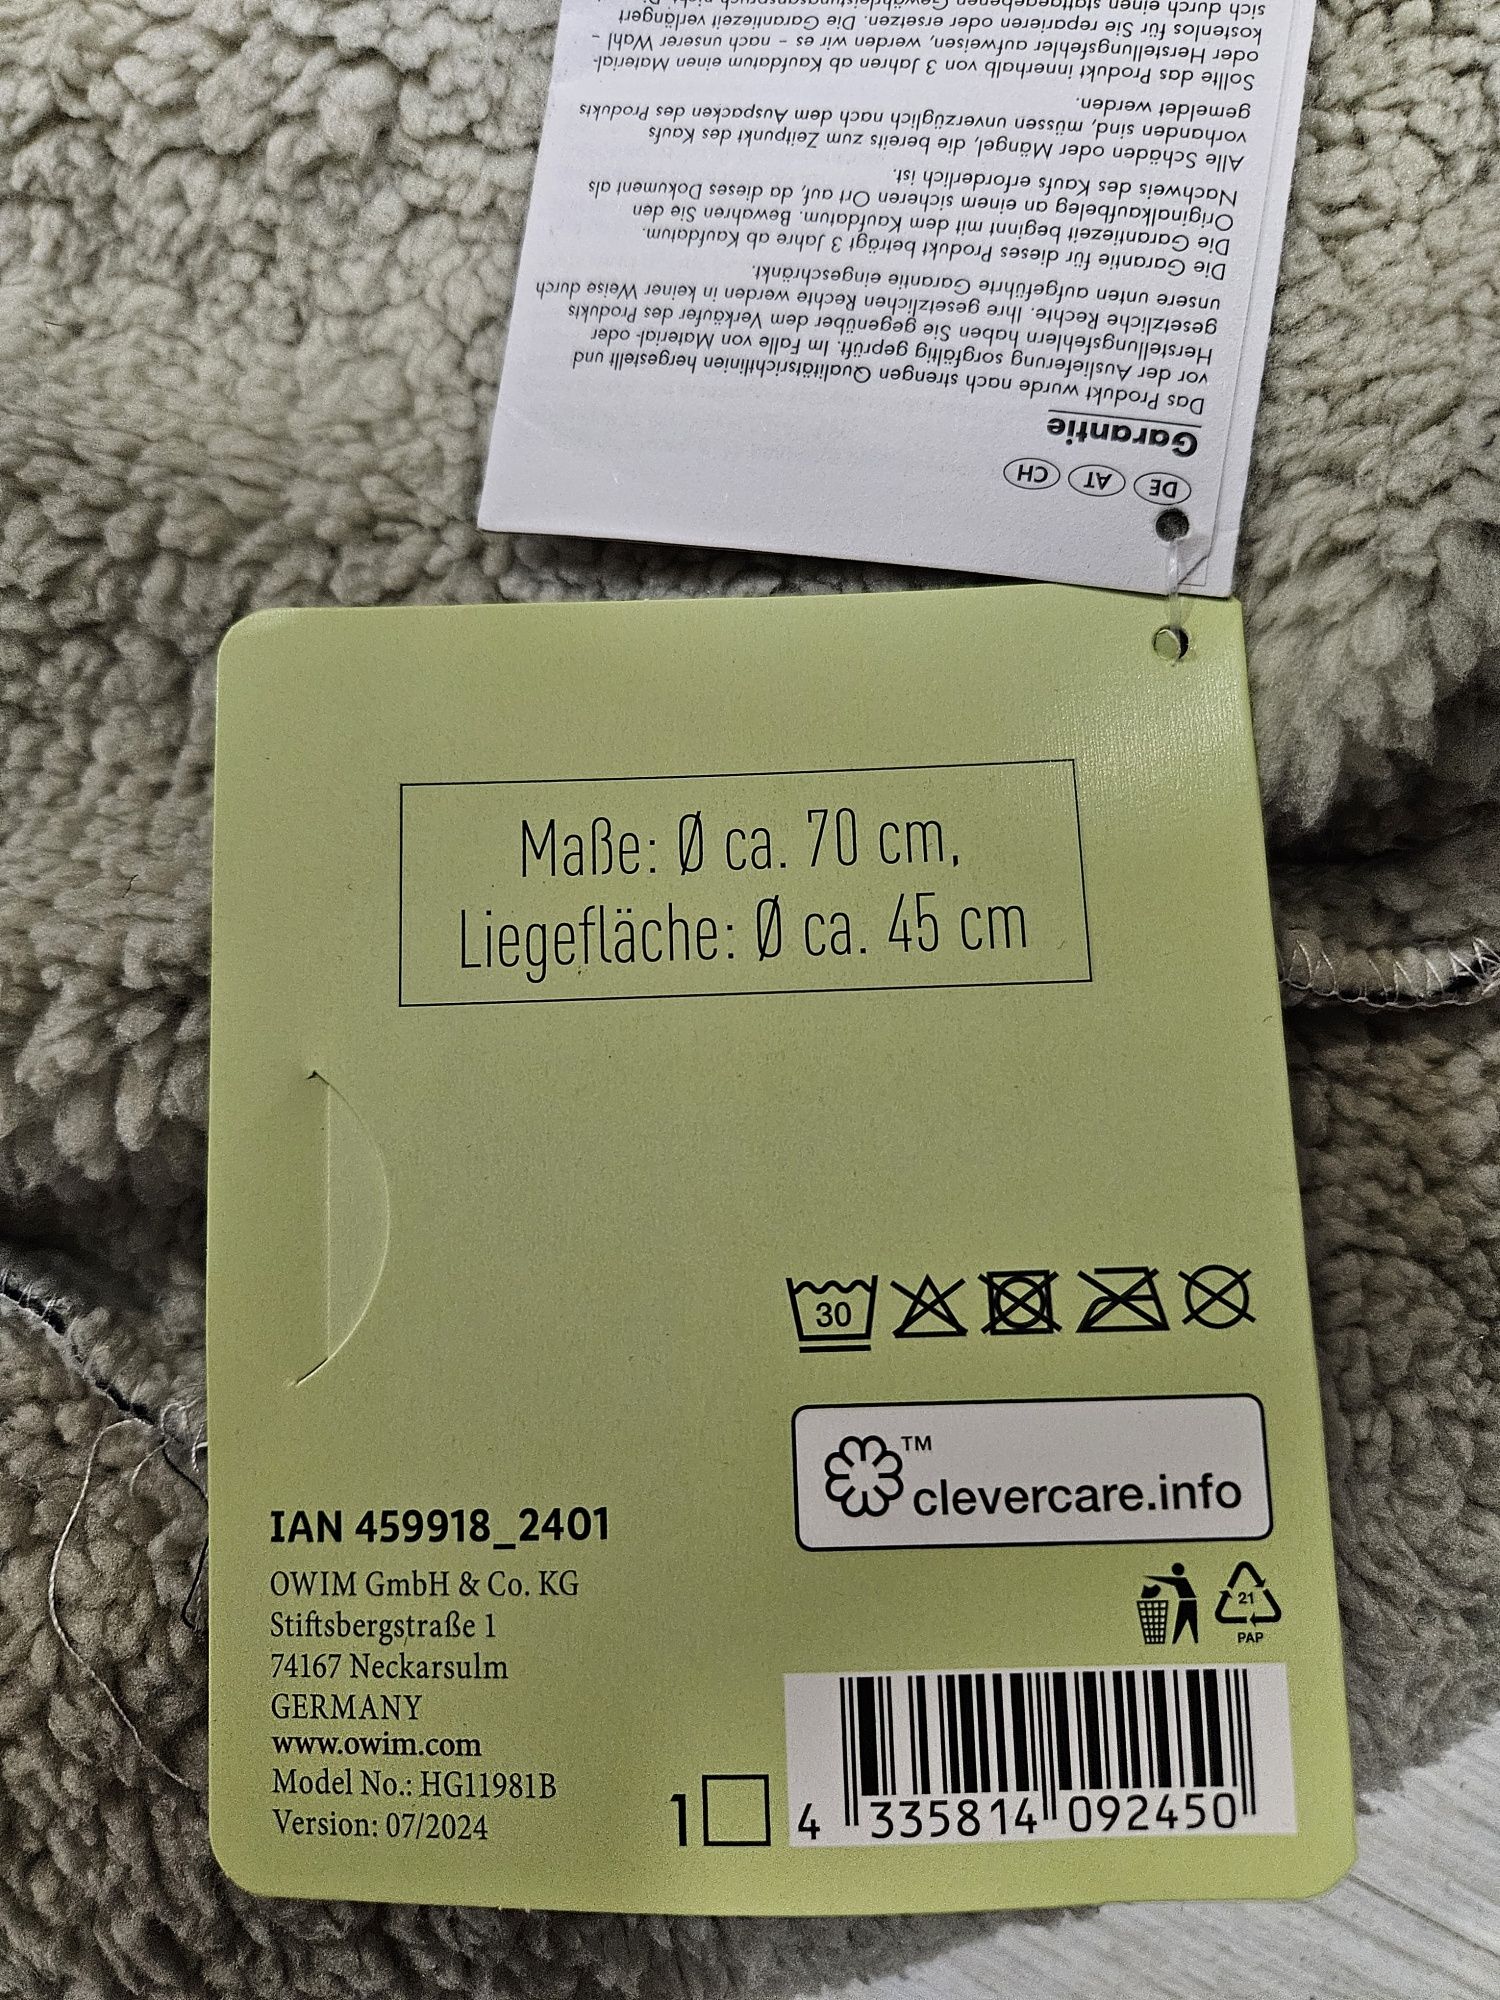 DE AT CH
Garantie
Das Produkt wurde nach strengen Qualitätsrichtlinien hergestellt und
vor der Auslieferung sorgfältig geprüft. Im Falle von Material- oder
Herstellungsfehlern haben Sie gegenüber dem Verkäufer des Produkts
gesetzliche Rechte. Ihre gesetzlichen Rechte werden in keiner Weise durch
unsere unten aufgeführte Garantie eingeschränkt.
Die Garantie für dieses Produkt beträgt 3 Jahre ab Kaufdatum.
Die Garantiezeit beginnt mit dem Kaufdatum. Bewahren Sie den
Originalkaufbeleg an einem sicheren Ort auf, da dieses Dokument als
Nachweis des Kaufs erforderlich ist.
Alle Schäden oder Mängel, die bereits zum Zeitpunkt des Kaufs
vorhanden sind, müssen unverzüglich nach dem Auspacken des Produkts
gemeldet werden.
Sollte das Produkt innerhalb von 3 Jahren ab Kaufdatum einen Material-
oder Herstellungsfehler aufweisen, werden wir es – nach unserer Wahl –
kostenlos für Sie reparieren oder ersetzen. Die Garantiezeit verlängert
sich durch einen stattgegebenen Gewährleistungsanspruch nicht.
Maße: Ø ca. 70 cm,
Liegefläche: Ø ca. 45 cm
30
TM
clevercare.info
IAN 459918_2401
OWIM GmbH & Co. KG
Stiftsbergstraße 1
74167 Neckarsulm
GERMANY
www.owim.com
Model No.: HG11981B
Version: 07/2024
21
PAP
1
4 335814 092450